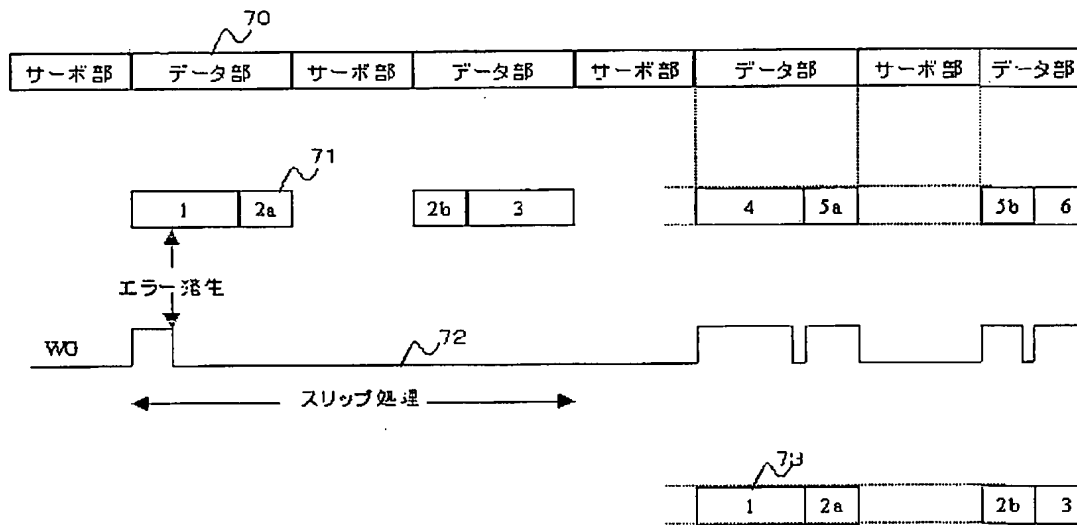 70
サーボ部 データ部 サーボ部 データ部 サーボ部 データ部 サーボ部 データ部
71
1 2a 2b 3 4 5a 5b 6
エラー発生
WG
72
スリップ処理
73
1 2a 2b 3